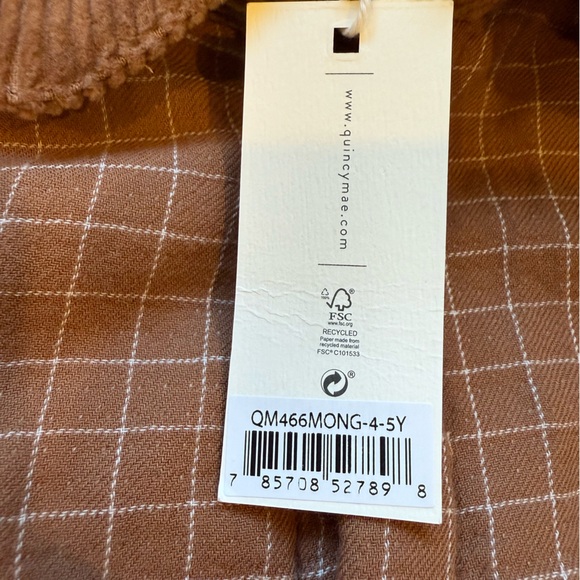 www.quincymae.com
100%
®
FSC
www.fsc.org
RECYCLED
Paper made from
recycled material
FSC® C101533
®
QM466MONG-4-5Y
7 85708 52789 8